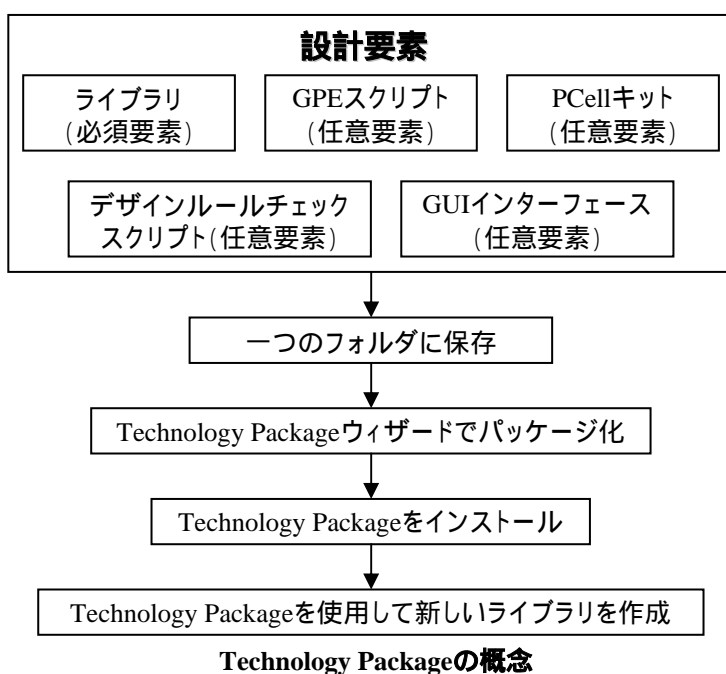 設計要素
ライブラリ
(必須要素)
GPEスクリプト
(任意要素)
PCellキット
(任意要素)
デザインルールチェック
スクリプト(任意要素)
GUIインターフェース
(任意要素)
一つのフォルダに保存
Technology Packageウィザードでパッケージ化
Technology Packageをインストール
Technology Packageを使用して新しいライブラリを作成
Technology Packageの概念